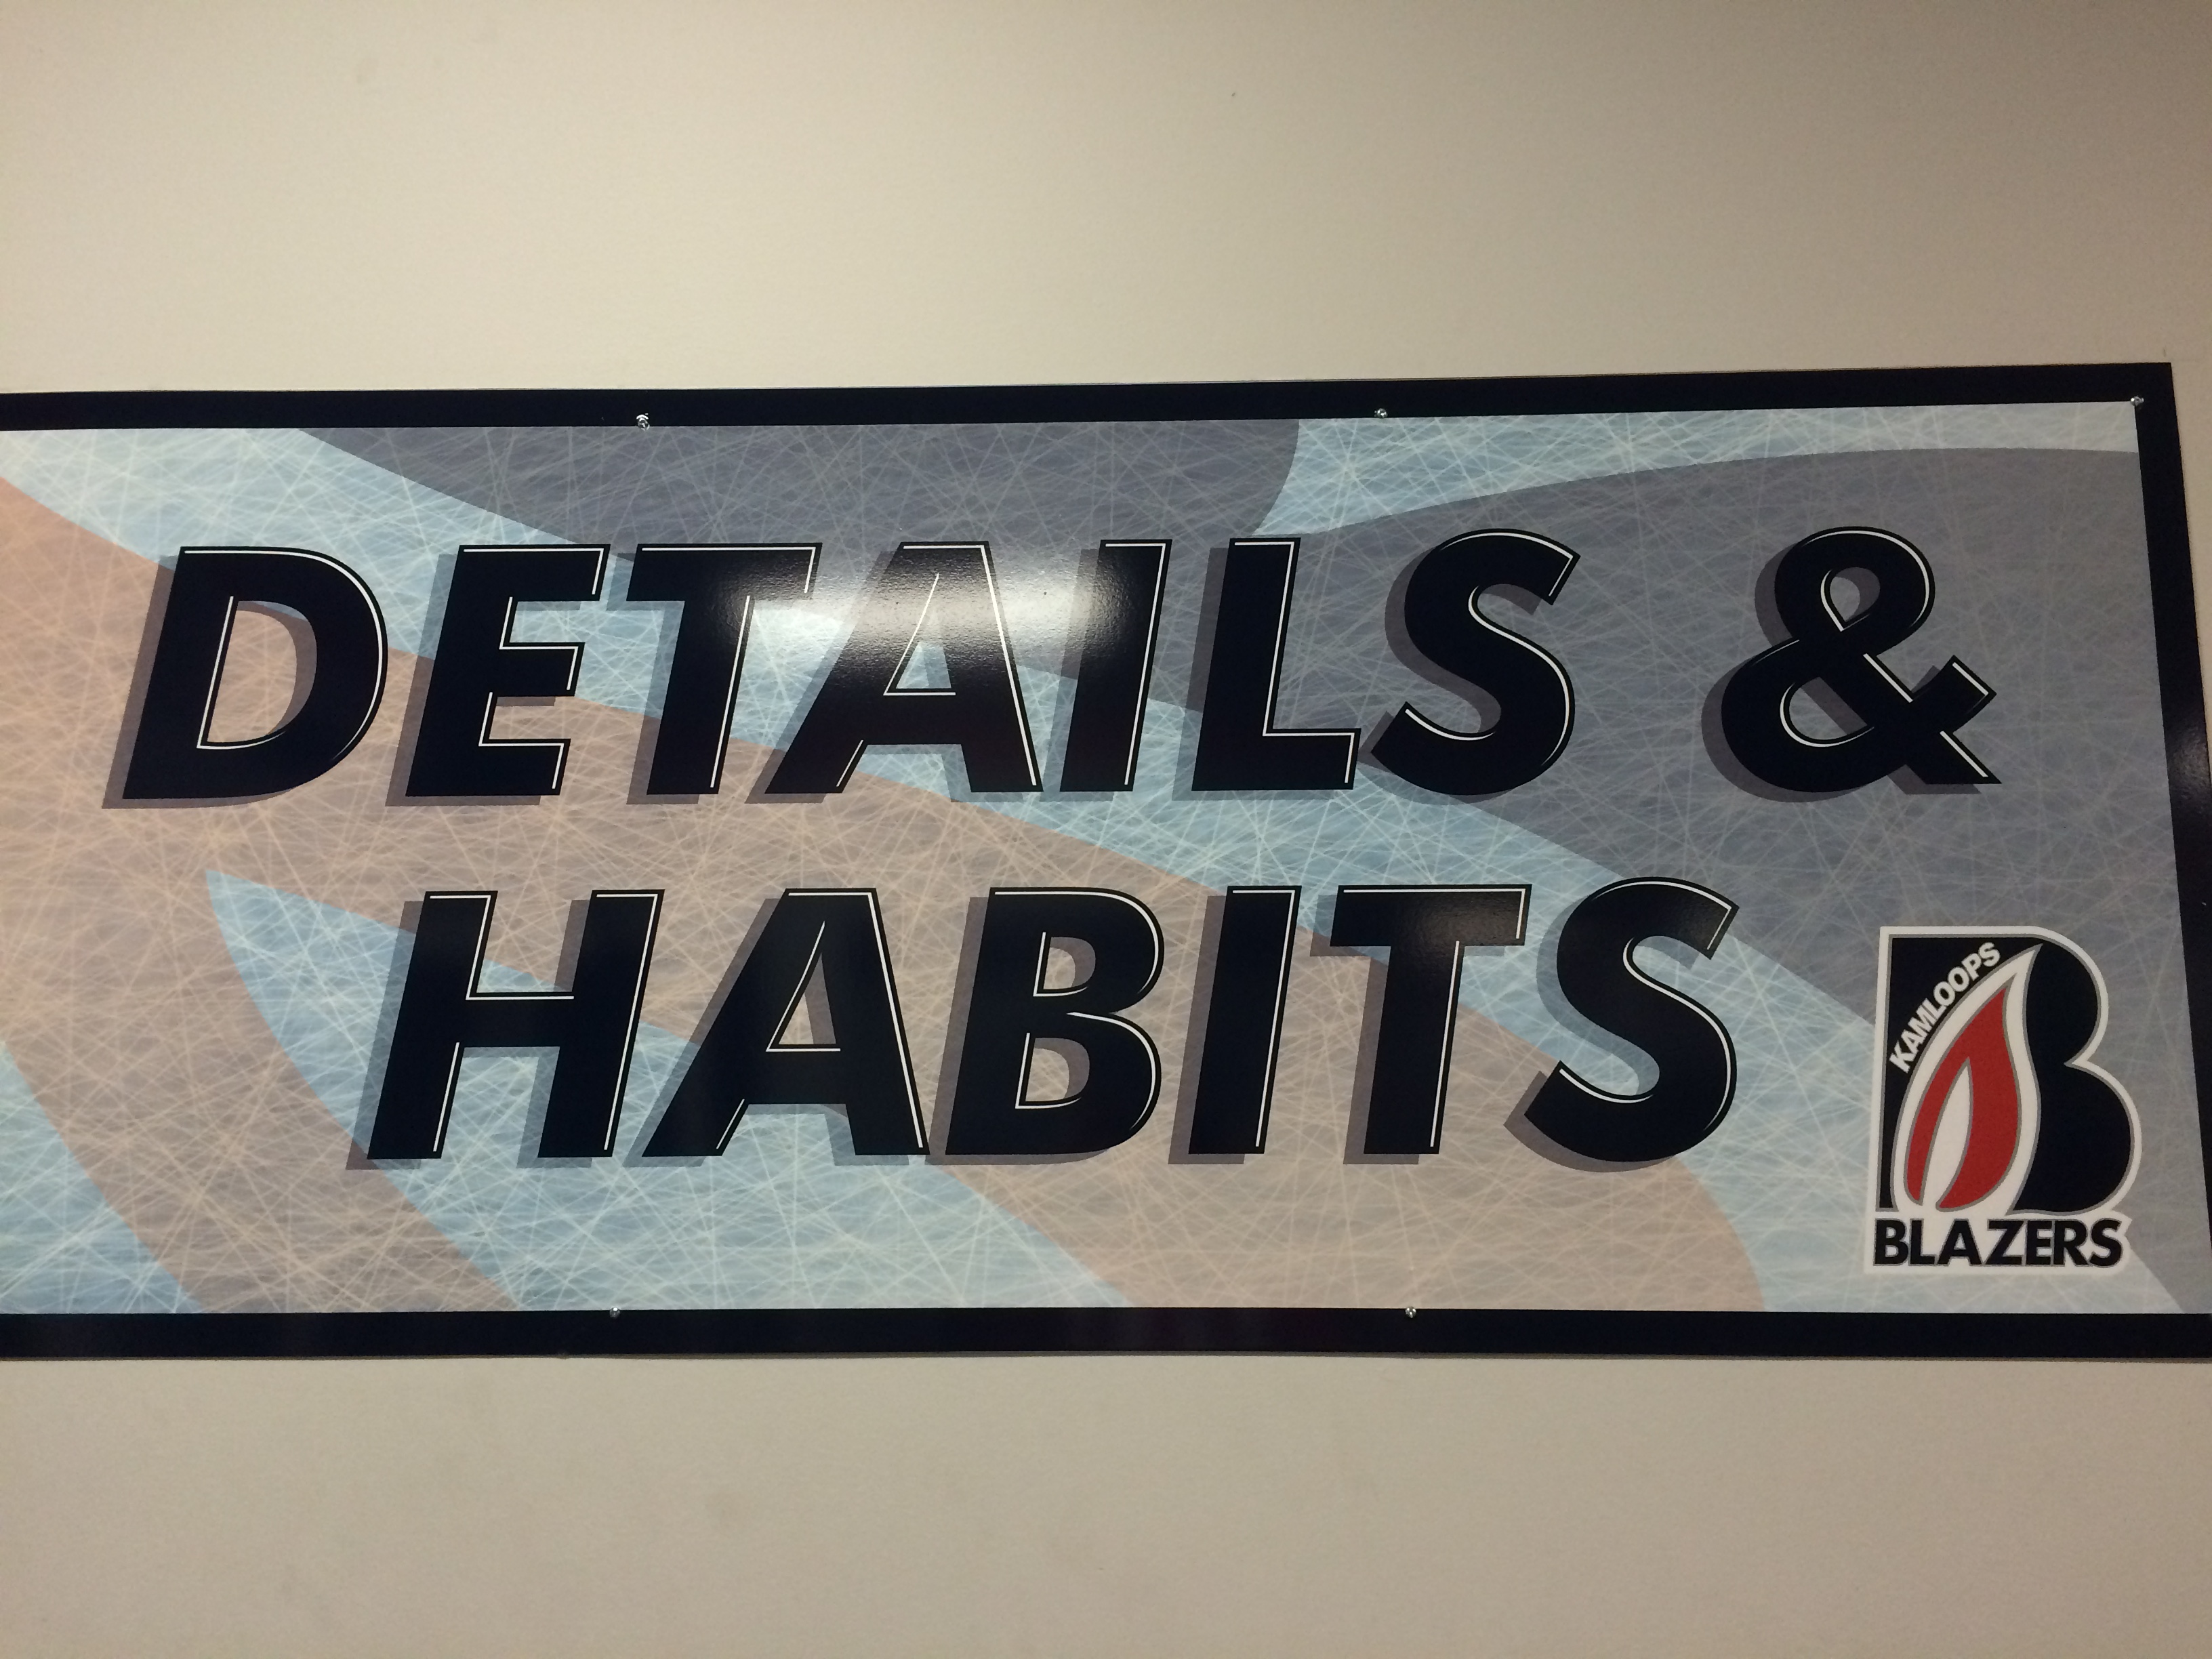 DETAILS &
HABITS
KAMLOOPS
BLAZERS